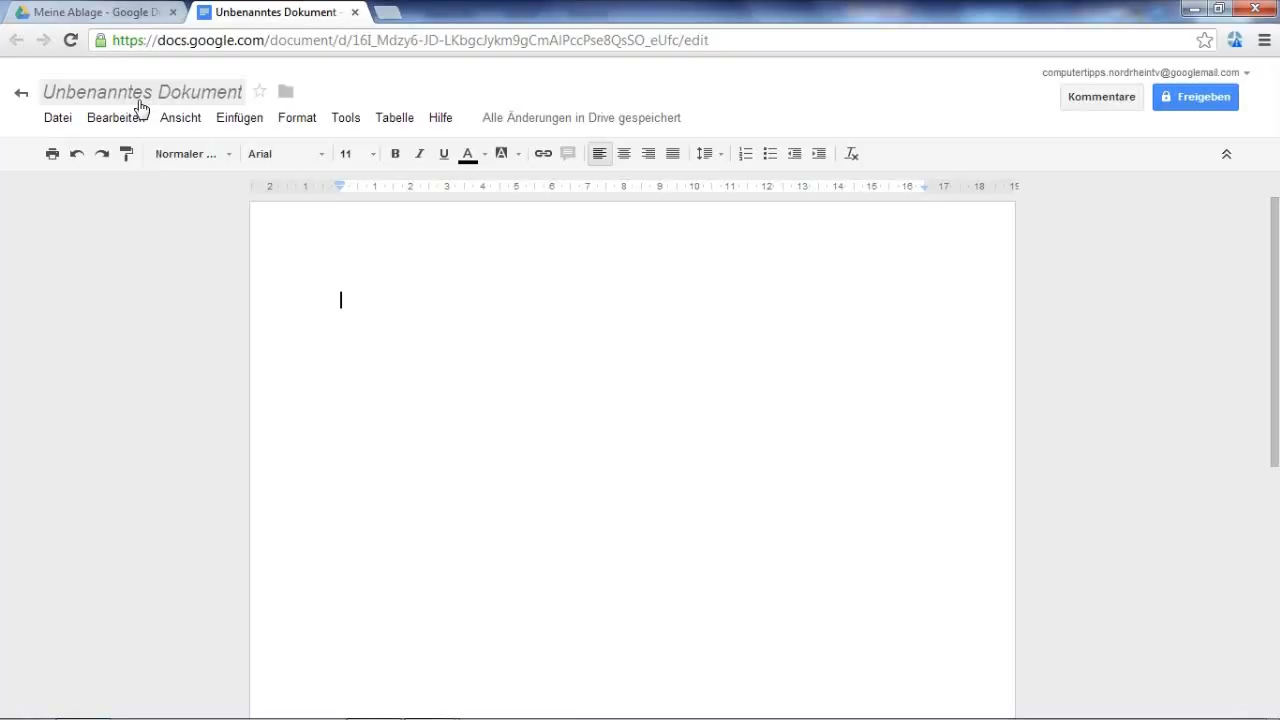 Meine Ablage - Google D
Unbenanntes Dokument -
https://docs.google.com/document/d/16I_Mdzy6-JD-LKbgcJykm9gCmAlPccPse8QsSO_eUfc/edit
computertipps.nordrheintv@googlemail.com
Unbenanntes Dokument
Kommentare
Freigeben
Datei Bearbeiten Ansicht Einfügen Format Tools Tabelle Hilfe Alle Änderungen in Drive gespeichert
Normaler ... Arial 11 B I U A A
2 1 1 2 3 4 5 6 7 8 9 10 11 12 13 14 15 16 17 18 19